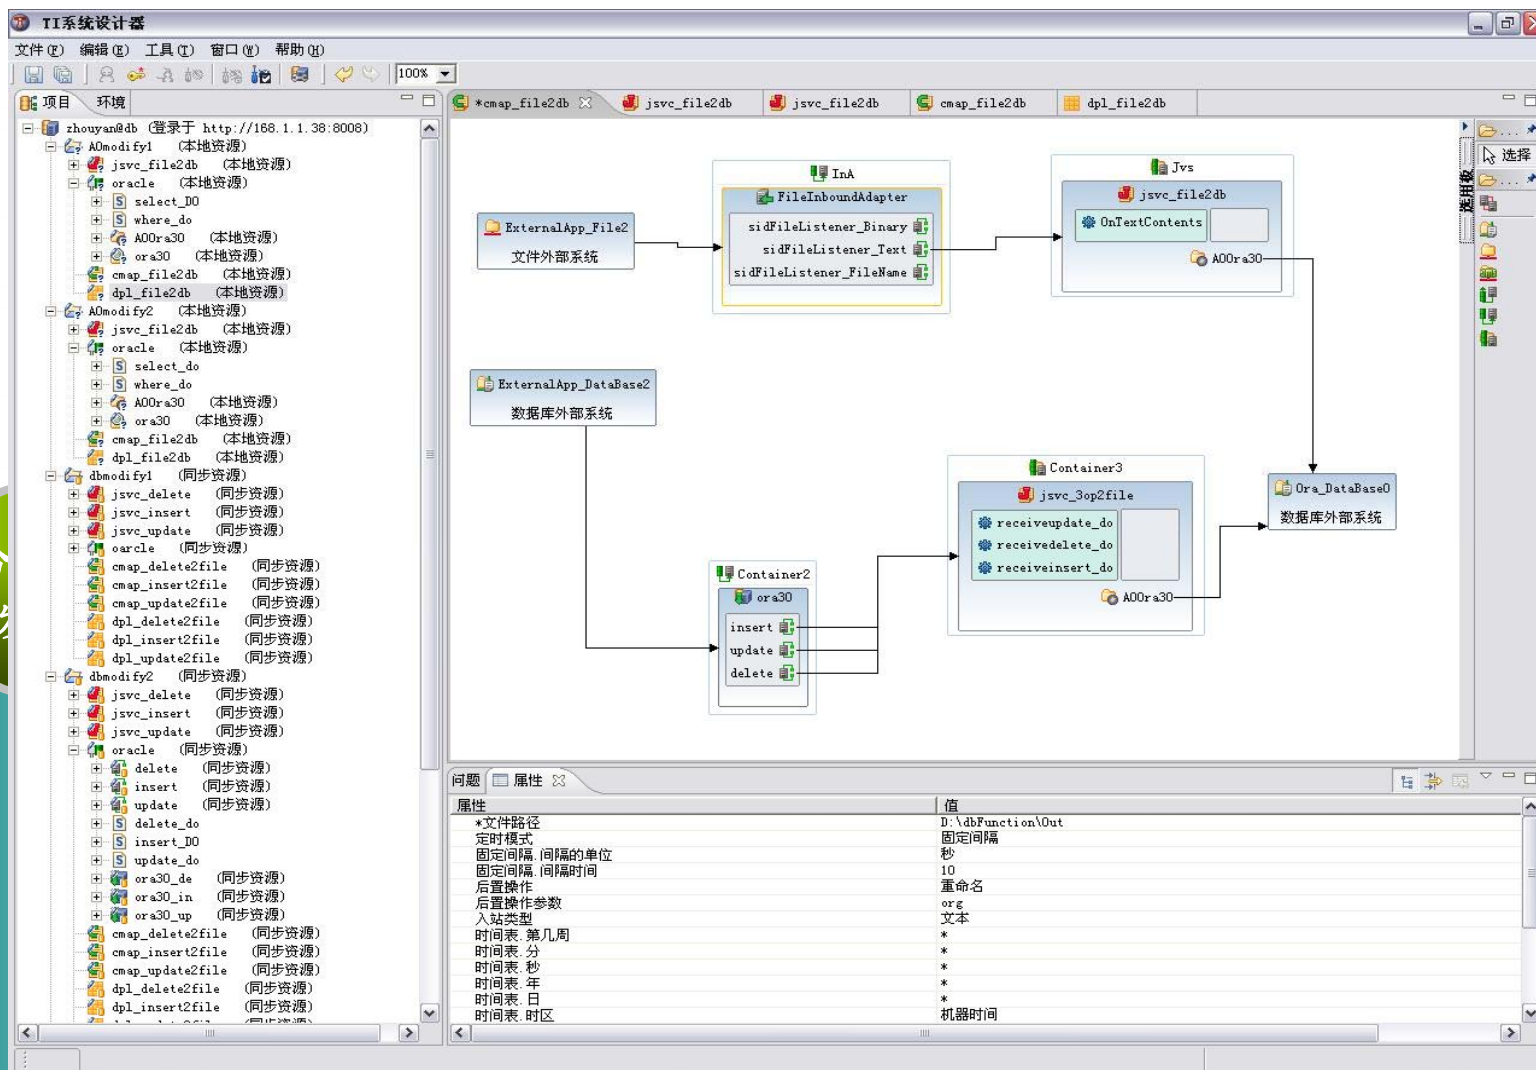 TI系统设计器
文件(F) 编辑(E) 工具(T) 窗口(W) 帮助(H)
100%
项目 环境
zhouyan@db (登录于 http://168.1.1.38:8008)
AOmodify1 (本地资源)
jsvc_file2db (本地资源)
oracle (本地资源)
select_DO
where_do
AOOra30 (本地资源)
ora30 (本地资源)
cmap_file2db (本地资源)
dpl_file2db (本地资源)
AOmodify2 (本地资源)
jsvc_file2db (本地资源)
oracle (本地资源)
select_do
where_do
AOOra30 (本地资源)
ora30 (本地资源)
cmap_file2db (本地资源)
dpl_file2db (本地资源)
dbmodify1 (同步资源)
jsvc_delete (同步资源)
jsvc_insert (同步资源)
jsvc_update (同步资源)
oarcle (同步资源)
cmap_delete2file (同步资源)
cmap_insert2file (同步资源)
cmap_update2file (同步资源)
dpl_delete2file (同步资源)
dpl_insert2file (同步资源)
dpl_update2file (同步资源)
dbmodify2 (同步资源)
jsvc_delete (同步资源)
jsvc_insert (同步资源)
jsvc_update (同步资源)
oracle (同步资源)
delete (同步资源)
insert (同步资源)
update (同步资源)
delete_do
insert_DO
update_do
ora30_de (同步资源)
ora30_in (同步资源)
ora30_up (同步资源)
cmap_delete2file (同步资源)
cmap_insert2file (同步资源)
cmap_update2file (同步资源)
dpl_delete2file (同步资源)
dpl_insert2file (同步资源)
*cmap_file2db jsvc_file2db jsvc_file2db cmap_file2db dpl_file2db
ExternalApp_File2
文件外部系统
InA
FileInboundAdapter
sidFileListener_Binary
sidFileListener_Text
sidFileListener_FileName
Jvs
jsvc_file2db
OnTextContents
AOOra30
ExternalApp_DataBase2
数据库外部系统
Container2
ora30
insert
update
delete
Container3
jsvc_3op2file
receiveupdate_do
receivedelete_do
receiveinsert_do
AOOra30
Ora_DataBaseO
数据库外部系统
选用板
...
选择
...
问题 属性
属性 值
*文件路径 D:\dbFunction\Out
定时模式 固定间隔
固定间隔.间隔的单位 秒
固定间隔.间隔时间 10
后置操作 重命名
后置操作参数 org
入站类型 文本
时间表.第几周 *
时间表.分 *
时间表.秒 *
时间表.年 *
时间表.日 *
时间表.时区 机器时间